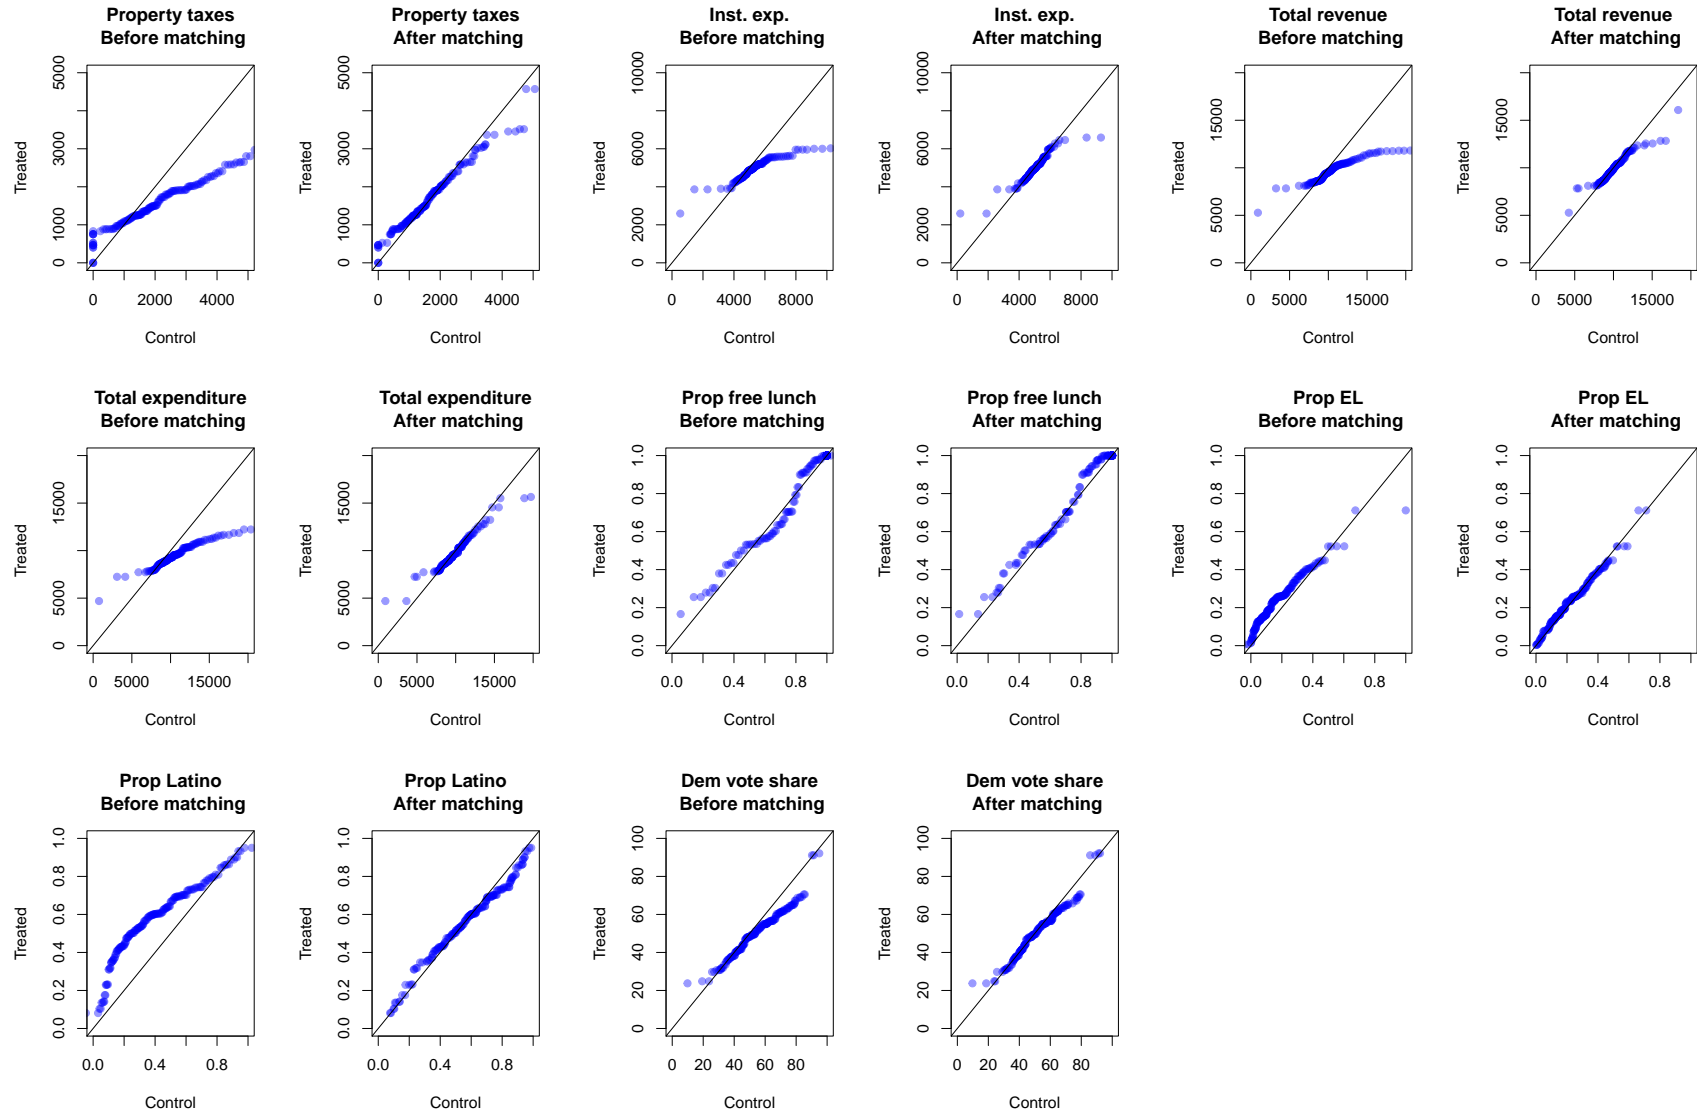 Property taxes
Before matching
Treated
5000
3000
1000
0
0 2000 4000
Control
Property taxes
After matching
Treated
5000
3000
1000
0
0 2000 4000
Control
Inst. exp.
Before matching
Treated
10000
6000
4000
2000
0
0 4000 8000
Control
Inst. exp.
After matching
Treated
10000
6000
4000
2000
0
0 4000 8000
Control
Total revenue
Before matching
Treated
15000
5000
0
0 5000 15000
Control
Total revenue
After matching
Treated
15000
5000
0
0 5000 15000
Control
Total expenditure
Before matching
Treated
15000
5000
0
0 5000 15000
Control
Total expenditure
After matching
Treated
15000
5000
0
0 5000 15000
Control
Prop free lunch
Before matching
Treated
1.0
0.8
0.6
0.4
0.2
0.0
0.0 0.4 0.8
Control
Prop free lunch
After matching
Treated
1.0
0.8
0.6
0.4
0.2
0.0
0.0 0.4 0.8
Control
Prop EL
Before matching
Treated
1.0
0.8
0.6
0.4
0.2
0.0
0.0 0.4 0.8
Control
Prop EL
After matching
Treated
1.0
0.8
0.6
0.4
0.2
0.0
0.0 0.4 0.8
Control
Prop Latino
Before matching
Treated
1.0
0.8
0.6
0.4
0.2
0.0
0.0 0.4 0.8
Control
Prop Latino
After matching
Treated
1.0
0.8
0.6
0.4
0.2
0.0
0.0 0.4 0.8
Control
Dem vote share
Before matching
Treated
100
80
60
40
20
0
0 20 40 60 80
Control
Dem vote share
After matching
Treated
100
80
60
40
20
0
0 20 40 60 80
Control